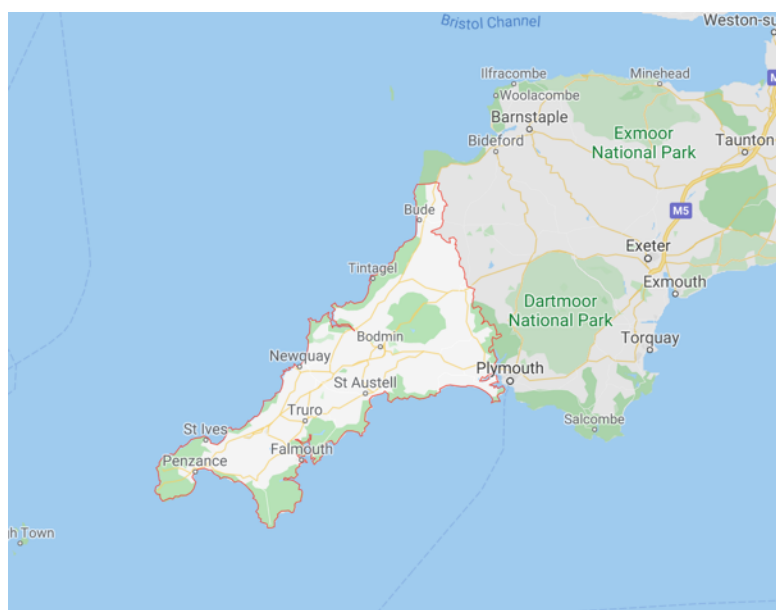 Bristol Channel
Weston-su
Ilfracombe
Minehead
Woolacombe
Barnstaple
Exmoor
National Park
Taunton
Bideford
M5
Bude
Exeter
Tintagel
Exmouth
Dartmoor
National Park
Bodmin
Torquay
Newquay
Plymouth
St Austell
Truro
Salcombe
St Ives
Falmouth
Penzance
gh Town